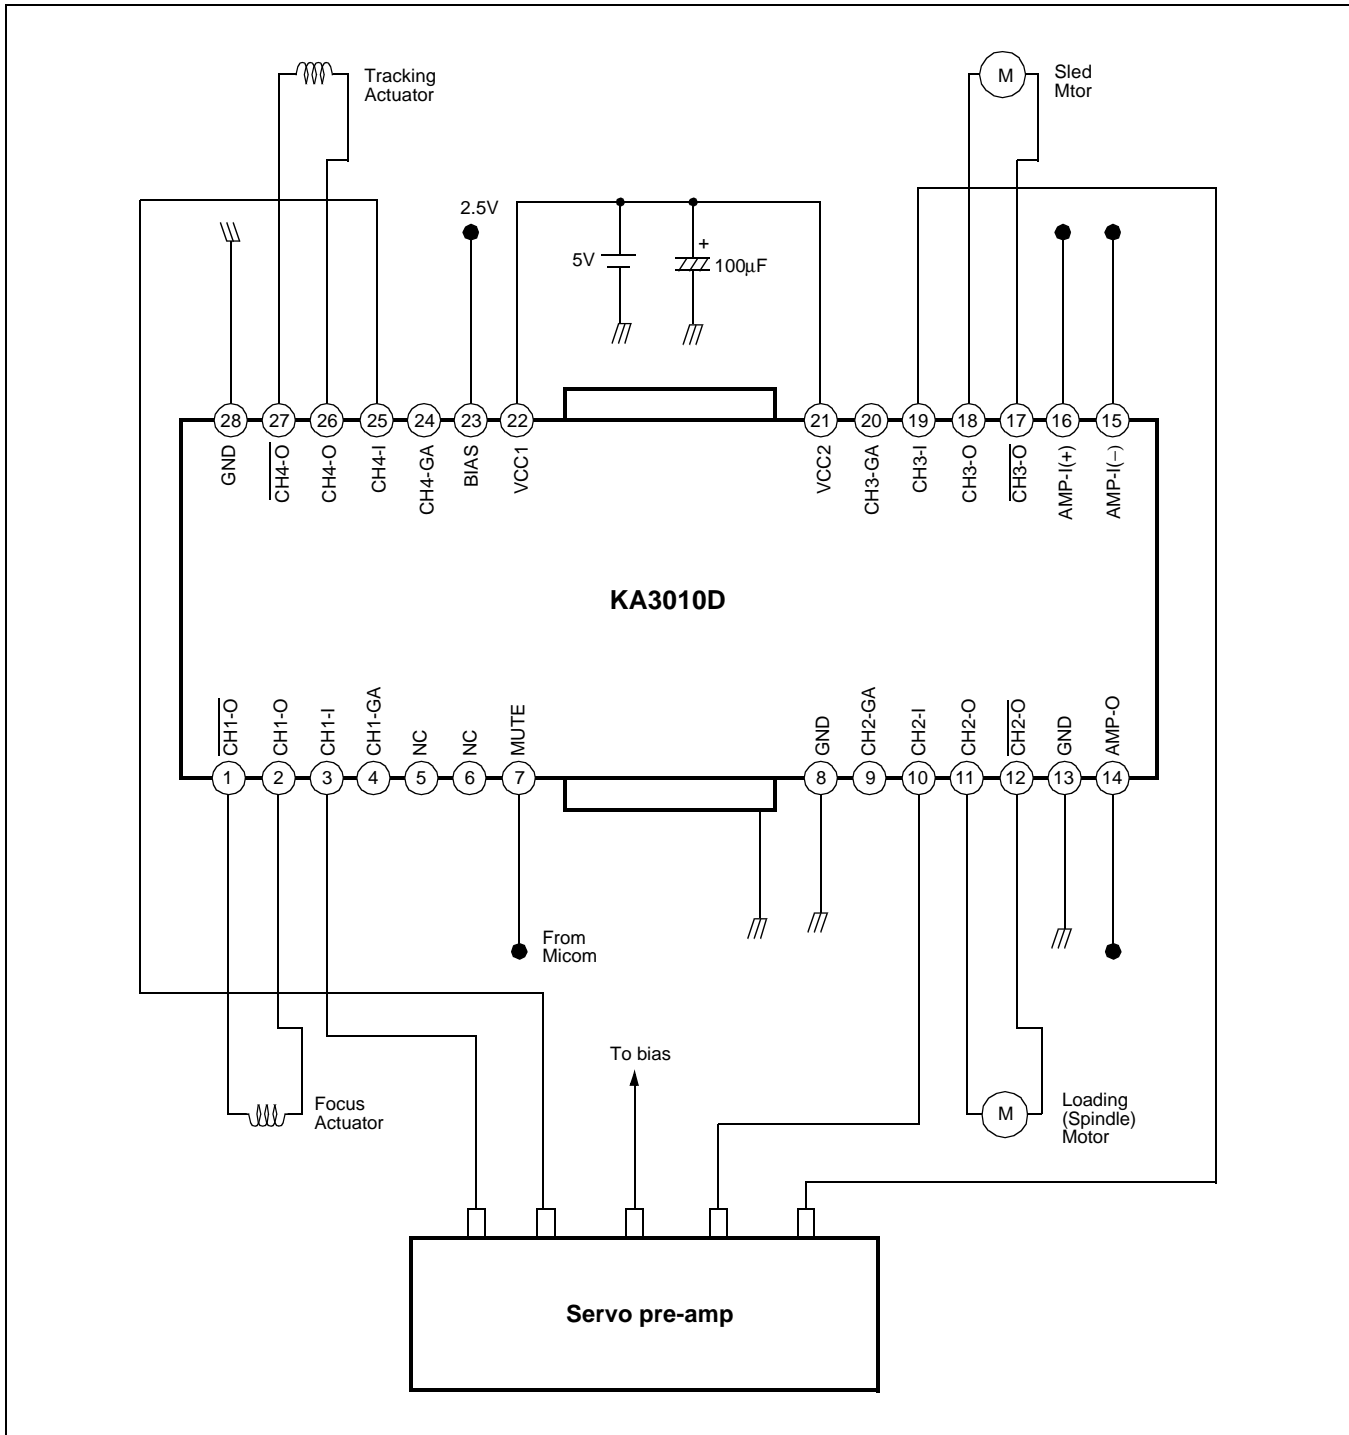 Tracking
Actuator
M
Sled
Mtor
2.5V
5V
+
100µF
28
27
26
25
24
23
22
21
20
19
18
17
16
15
GND
CH4-O
CH4-O
CH4-I
CH4-GA
BIAS
VCC1
VCC2
CH3-GA
CH3-I
CH3-O
CH3-O
AMP-I(+)
AMP-I(−)
KA3010D
CH1-O
CH1-O
CH1-I
CH1-GA
NC
NC
MUTE
GND
CH2-GA
CH2-I
CH2-O
CH2-O
GND
AMP-O
1
2
3
4
5
6
7
8
9
10
11
12
13
14
From
Micom
To bias
Focus
Actuator
M
Loading
(Spindle)
Motor
Servo pre-amp